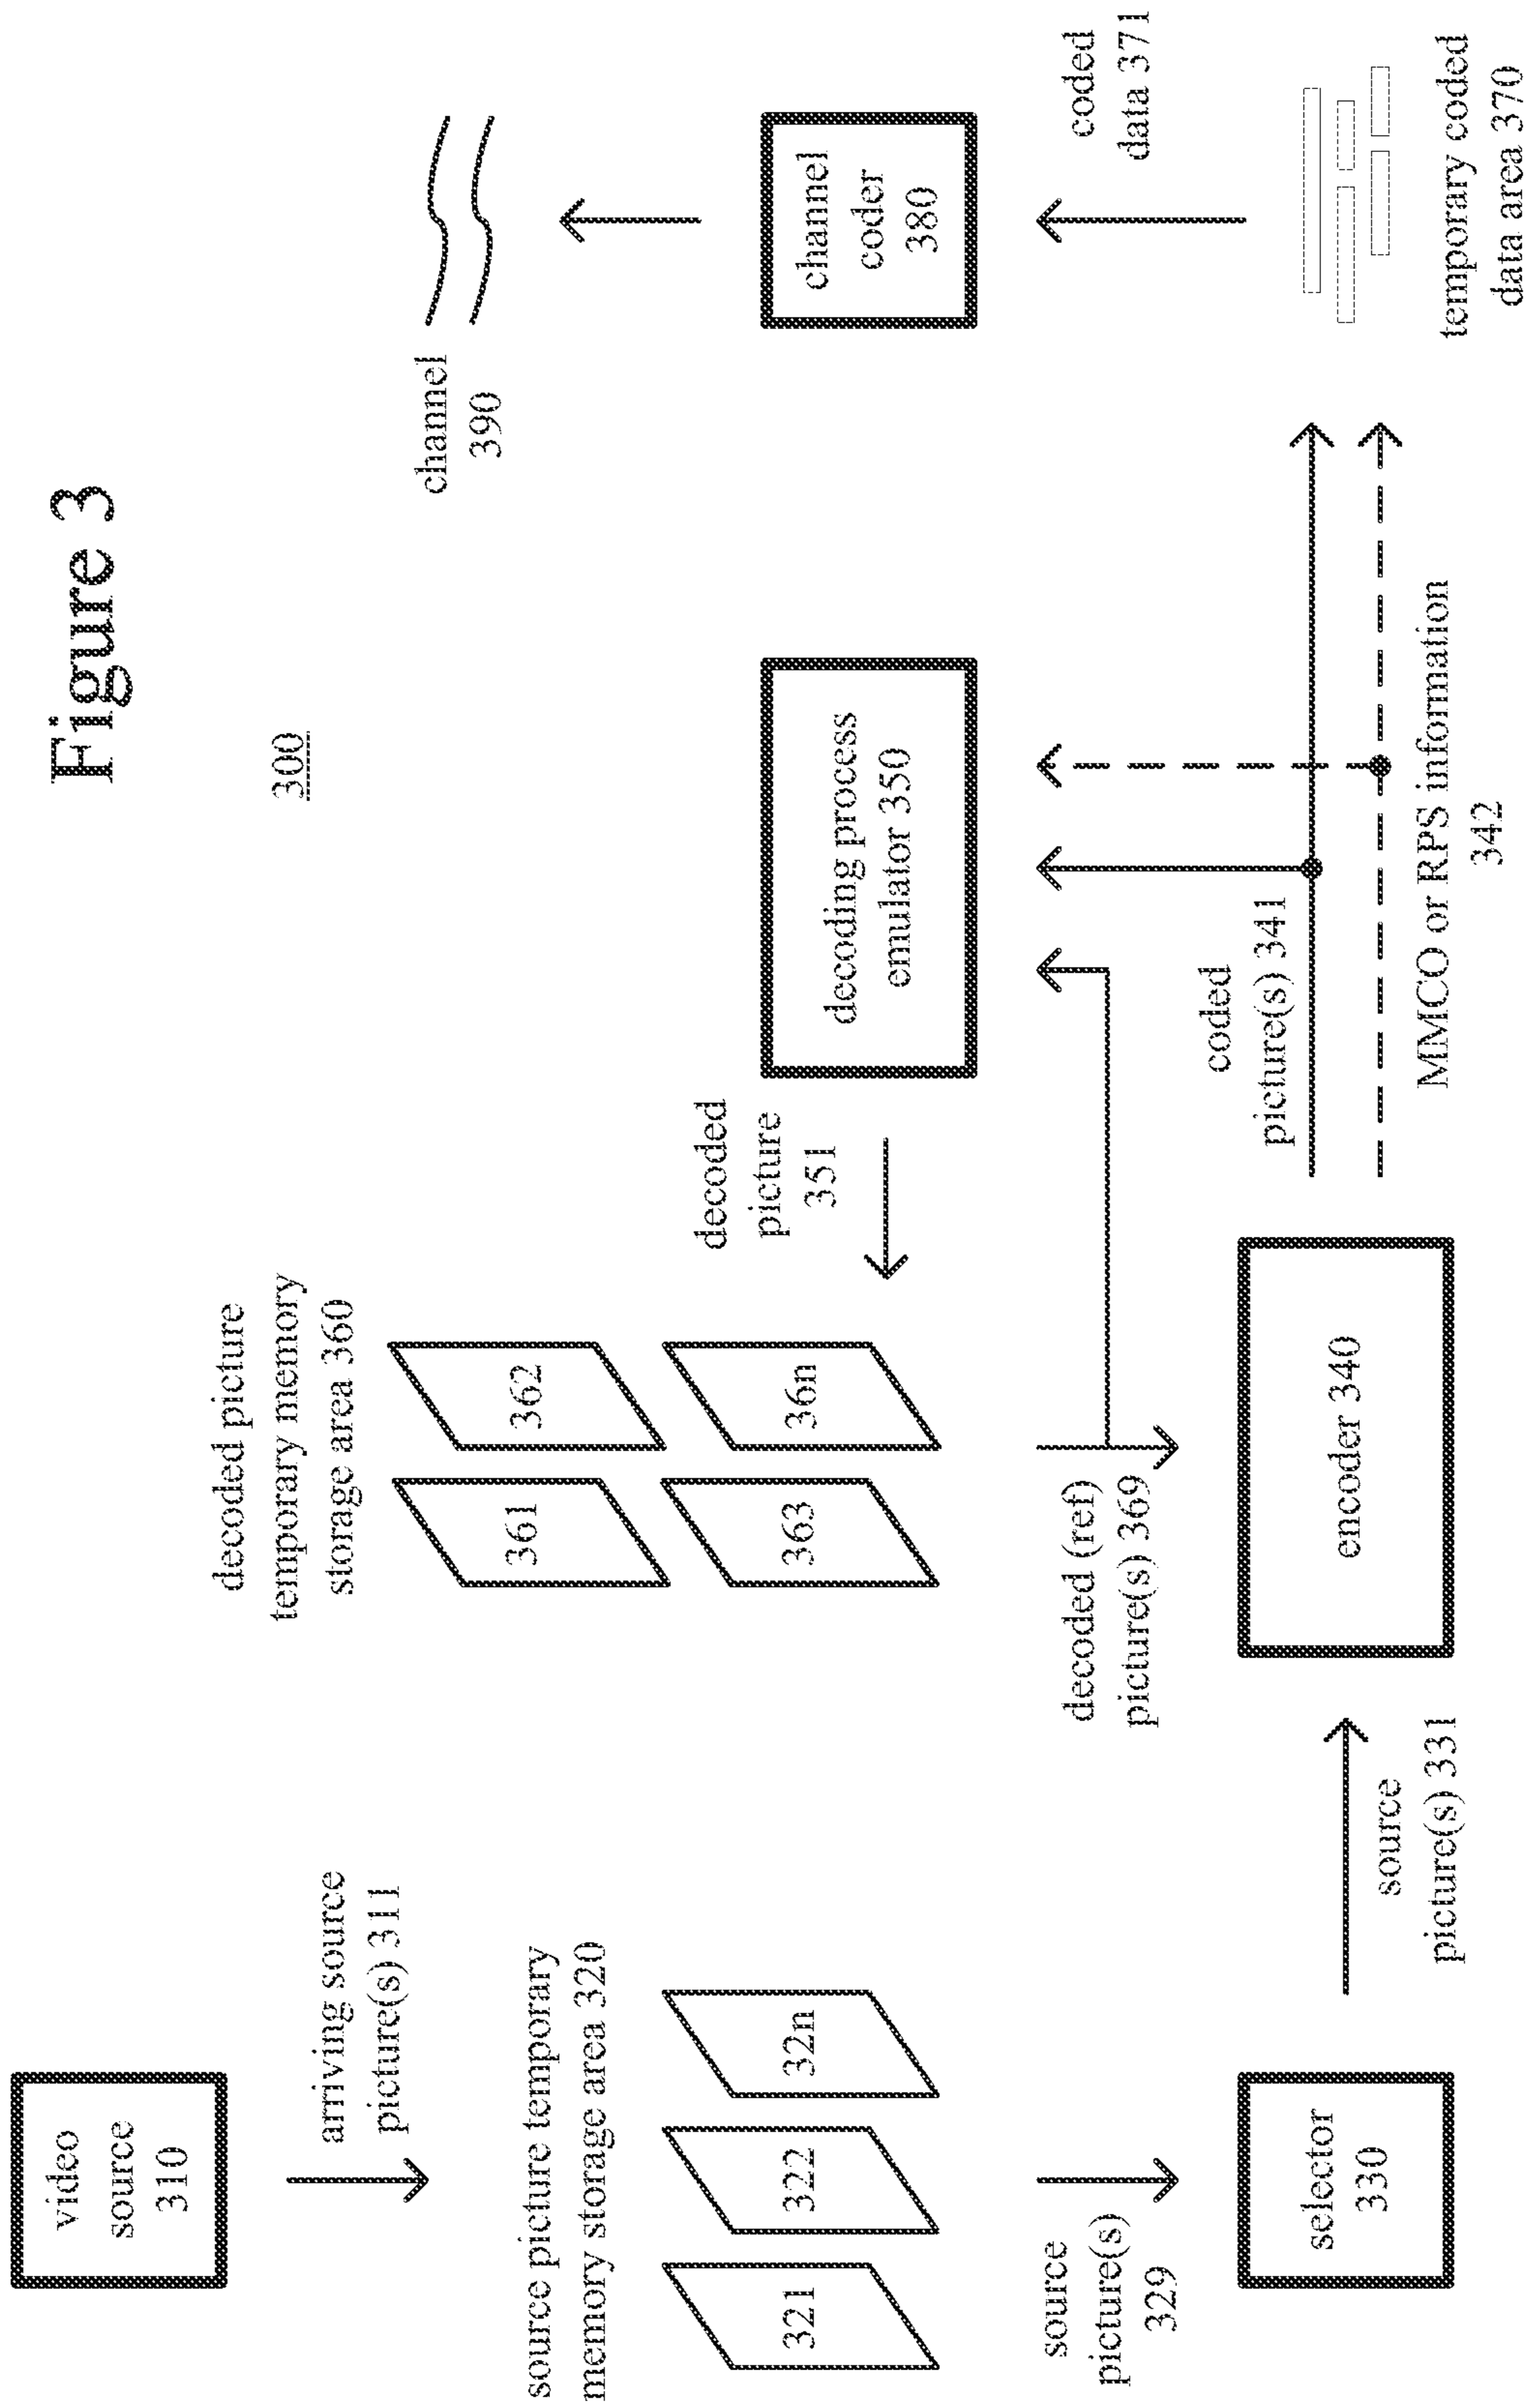 Figure 3
300
video
source
310
arriving source
picture(s) 311
source picture temporary
memory storage area 320
321
322
32n
source
picture(s)
329
selector
330
source
picture(s) 331
decoded picture
temporary memory
storage area 360
361
362
363
36n
decoded (ref)
picture(s) 369
encoder 340
decoded
picture
351
decoding process
emulator 350
coded
picture(s) 341
MMCO or RPS information
342
channel
390
channel
coder
380
coded
data 371
temporary coded
data area 370